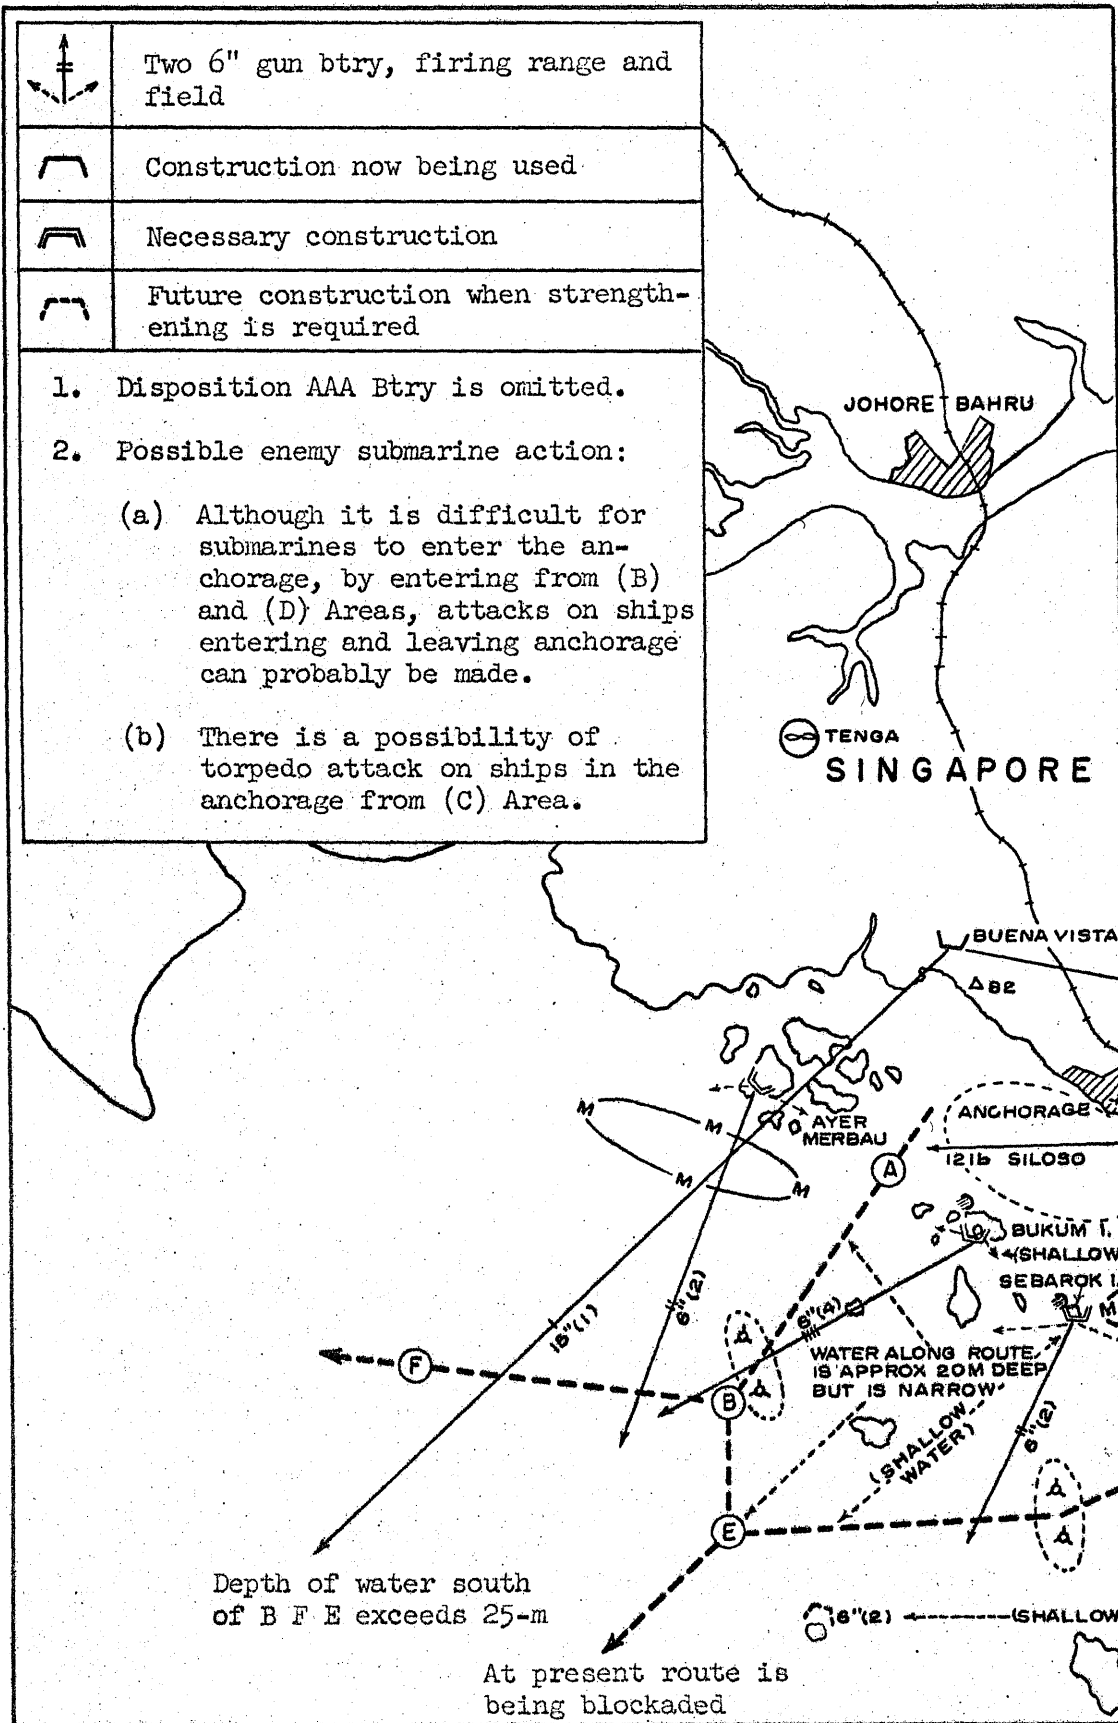 Two 6" gun btry, firing range and
field
Construction now being used
Necessary construction
Future construction when strength-
ening is required
1. Disposition AAA Btry is omitted.
2. Possible enemy submarine action:
(a) Although it is difficult for
submarines to enter the an-
chorage, by entering from (B)
and (D) Areas, attacks on ships
entering and leaving anchorage
can probably be made.
(b) There is a possibility of
torpedo attack on ships in the
anchorage from (C) Area.
JOHORE BAHRU
TENGA
SINGAPORE
BUENA VISTA
82
ANCHORAGE
AYER
MERBAU
12lb SILOSO
M
M
M
M
A
BUKUM I.
(SHALLOW
SEBAROK I.
M
15"(1)
6"(2)
6"(4)
WATER ALONG ROUTE
IS APPROX 20M DEEP
BUT IS NARROW
F
B
(SHALLOW
WATER)
6"(2)
E
Depth of water south
of B F E exceeds 25-m
6"(2)
(SHALLOW
At present route is
being blockaded